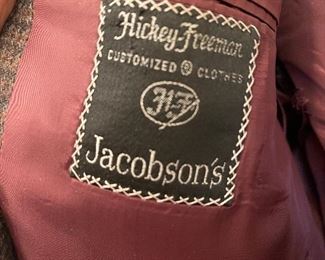 Hickey-Freeman
CUSTOMIZED ® CLOTHES
HF
Jacobson's